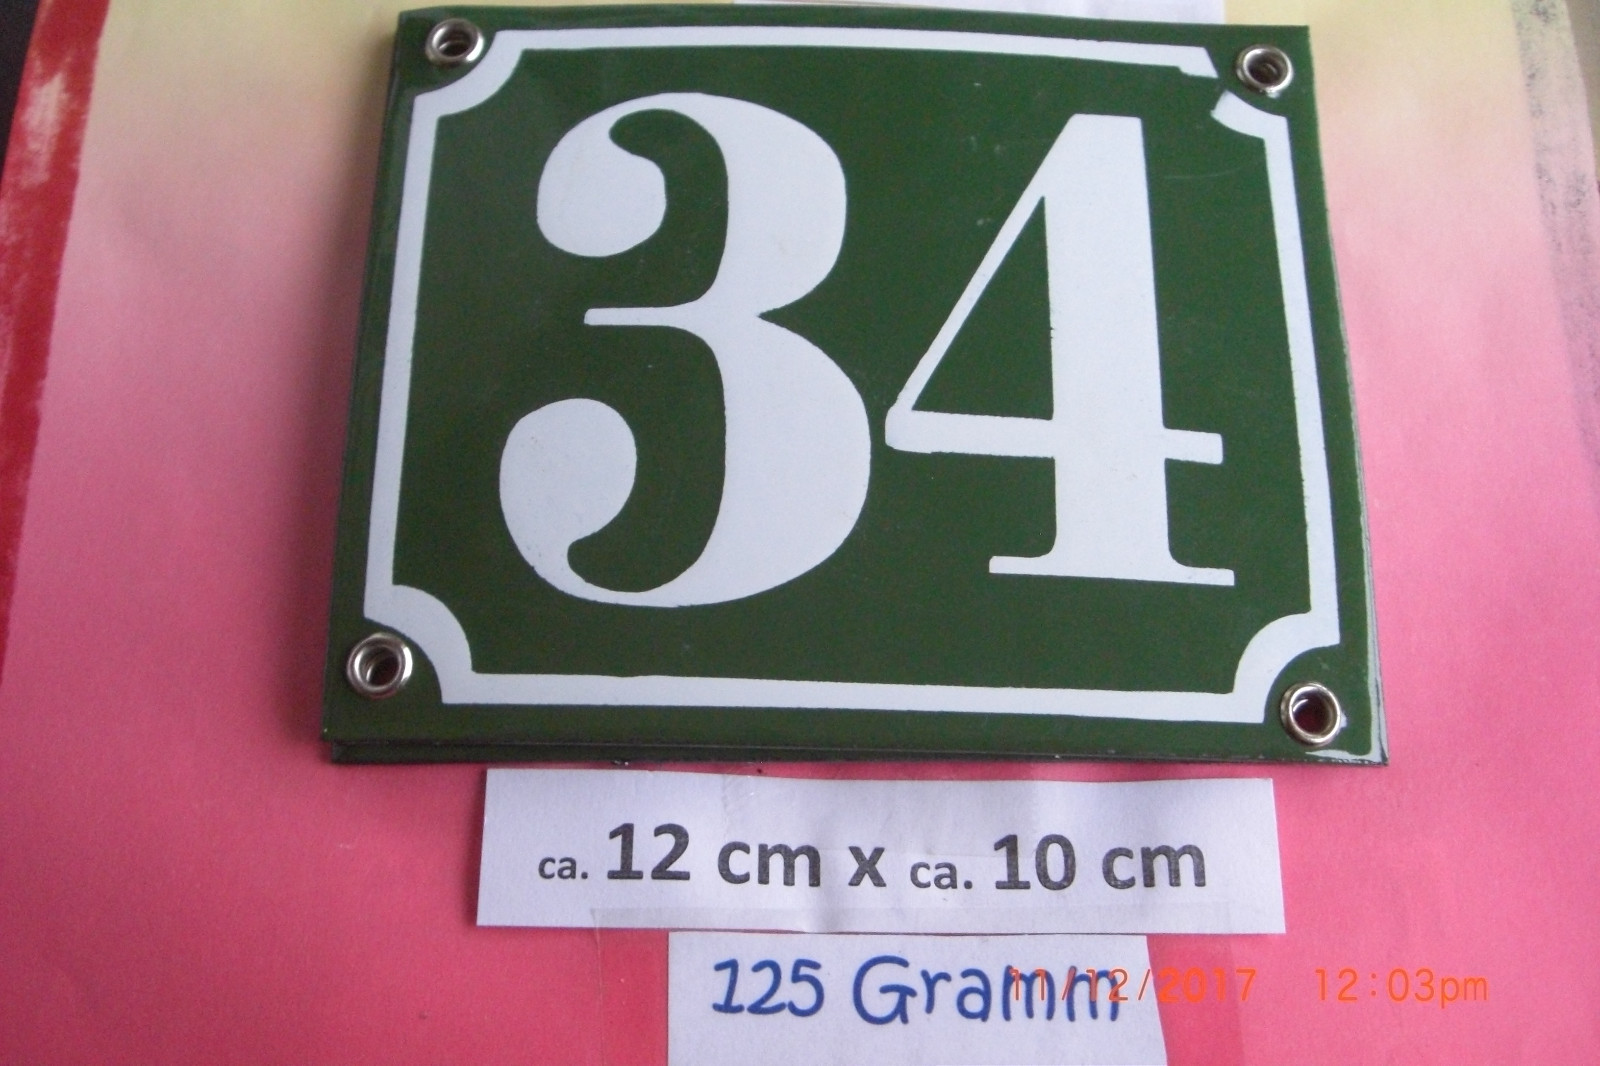 34
ca. 12 cm x ca. 10 cm
125 Gramm
11/12/2017 12:03pm